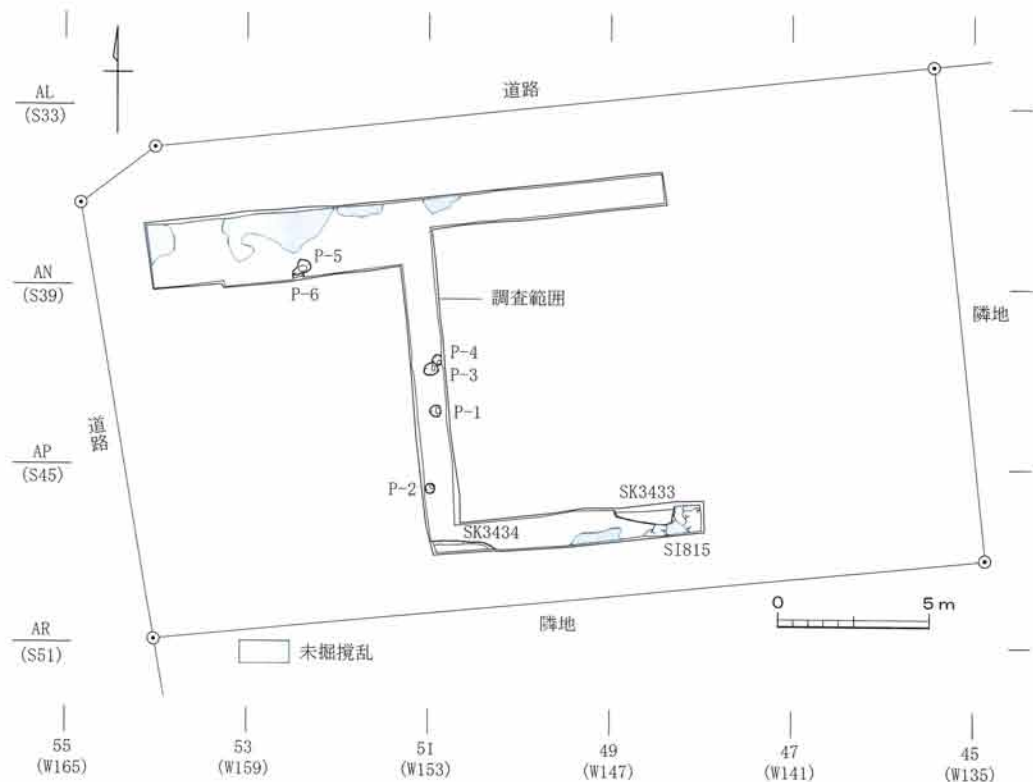 AL
(S33)
道路
P-5
AN
(S39)
P-6
調査範囲
隣地
P-4
P-3
P-1
道路
AP
(S45)
P-2
SK3433
SK3434
SI815
0 5m
AR
(S51)
未掘攪乱
隣地
55
(W165)
53
(W159)
51
(W153)
49
(W147)
47
(W141)
45
(W135)